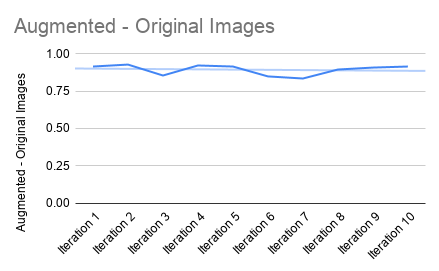 Augmented - Original Images
Augmented - Original Images
1.00
0.75
0.50
0.25
0.00
Iteration 1
Iteration 2
Iteration 3
Iteration 4
Iteration 5
Iteration 6
Iteration 7
Iteration 8
Iteration 9
Iteration 10